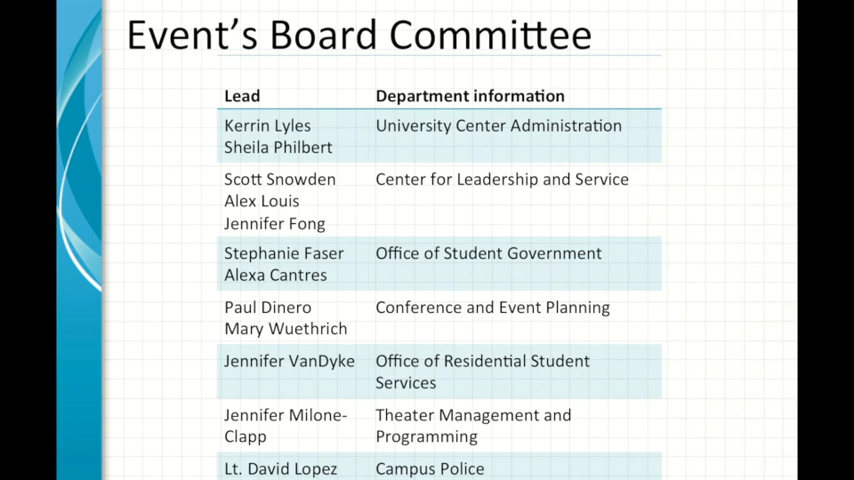 Event's Board Committee
Lead Department information
Kerrin Lyles University Center Administration
Sheila Philbert
Scott Snowden Center for Leadership and Service
Alex Louis
Jennifer Fong
Stephanie Faser Office of Student Government
Alexa Cantres
Paul Dinero Conference and Event Planning
Mary Wuethrich
Jennifer VanDyke Office of Residential Student
Services
Jennifer Milone- Theater Management and
Clapp Programming
Lt. David Lopez Campus Police